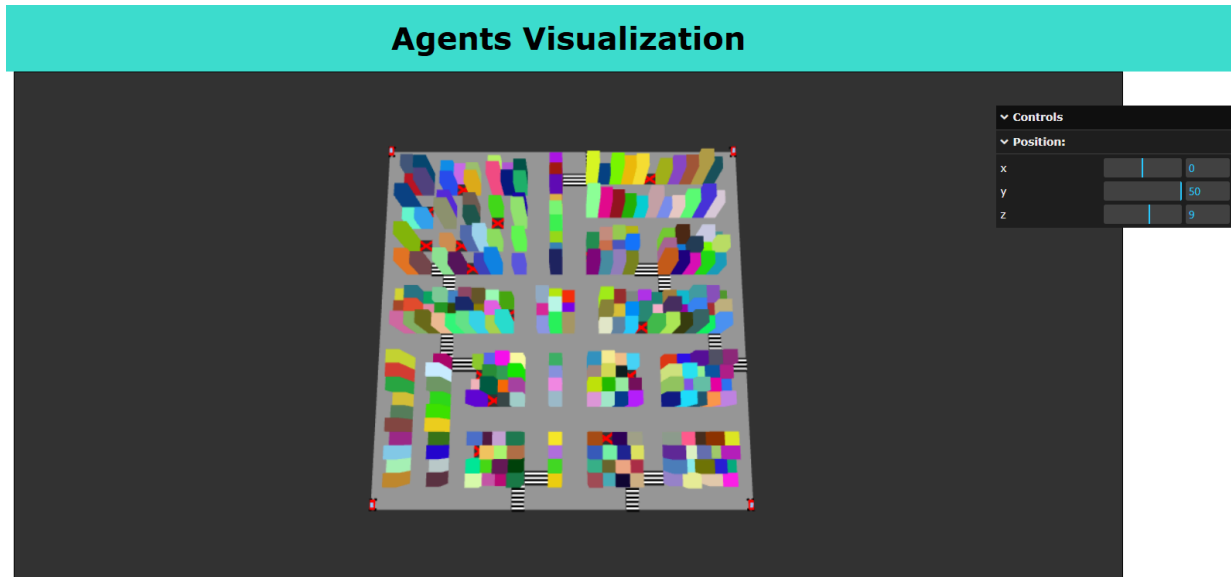 Agents Visualization
Controls
Position:
x 0
y 50
z 9